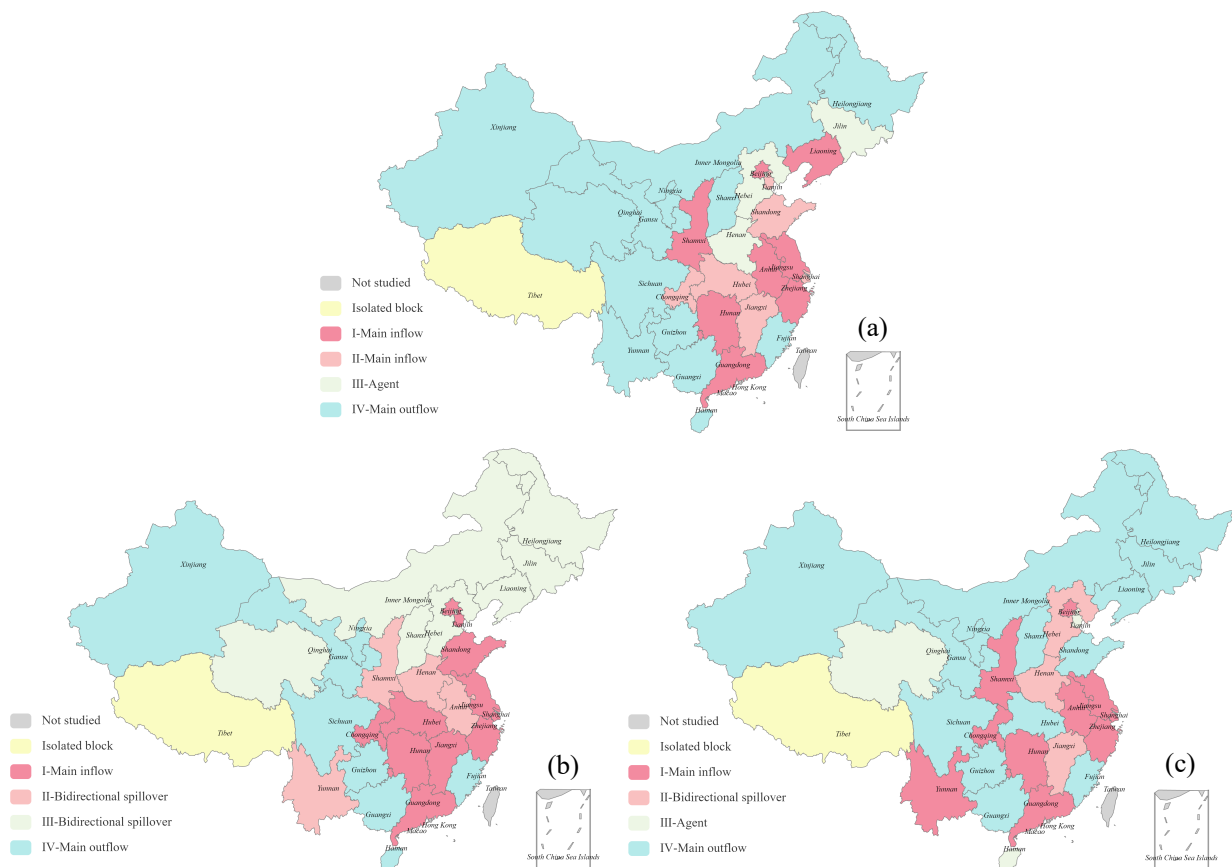 Heilongjiang
Xinjiang
Jilin
Liaoning
Inner Mongolia
Beijing
Tianjin
Ningxia
Shanxi
Hebei
Qinghai
Gansu
Shandong
Henan
Shannxi
Anhui
Jiangsu
Shanghai
Sichuan
Hubei
Zhejiang
Tibet
Chongqing
Hunan
Jiangxi
Guizhou
Fujian
Yunnan
Taiwan
Guangxi
Guangdong
Hong Kong
Macao
Hainan
South China Sea Islands
Not studied
Isolated block
I-Main inflow
II-Main inflow
III-Agent
IV-Main outflow
(a)
Heilongjiang
Xinjiang
Jilin
Liaoning
Inner Mongolia
Beijing
Tianjin
Ningxia
Shanxi
Hebei
Qinghai
Gansu
Shandong
Henan
Shannxi
Anhui
Jiangsu
Shanghai
Sichuan
Hubei
Zhejiang
Tibet
Chongqing
Hunan
Jiangxi
Guizhou
Fujian
Yunnan
Taiwan
Guangxi
Guangdong
Hong Kong
Macao
Hainan
South China Sea Islands
Not studied
Isolated block
I-Main inflow
II-Bidirectional spillover
III-Bidirectional spillover
IV-Main outflow
(b)
Heilongjiang
Xinjiang
Jilin
Liaoning
Inner Mongolia
Beijing
Tianjin
Ningxia
Shanxi
Hebei
Qinghai
Gansu
Shandong
Henan
Shannxi
Anhui
Jiangsu
Shanghai
Sichuan
Hubei
Zhejiang
Tibet
Chongqing
Hunan
Jiangxi
Guizhou
Fujian
Yunnan
Taiwan
Guangxi
Guangdong
Hong Kong
Macao
Hainan
South China Sea Islands
Not studied
Isolated block
I-Main inflow
II-Bidirectional spillover
III-Agent
IV-Main outflow
(c)